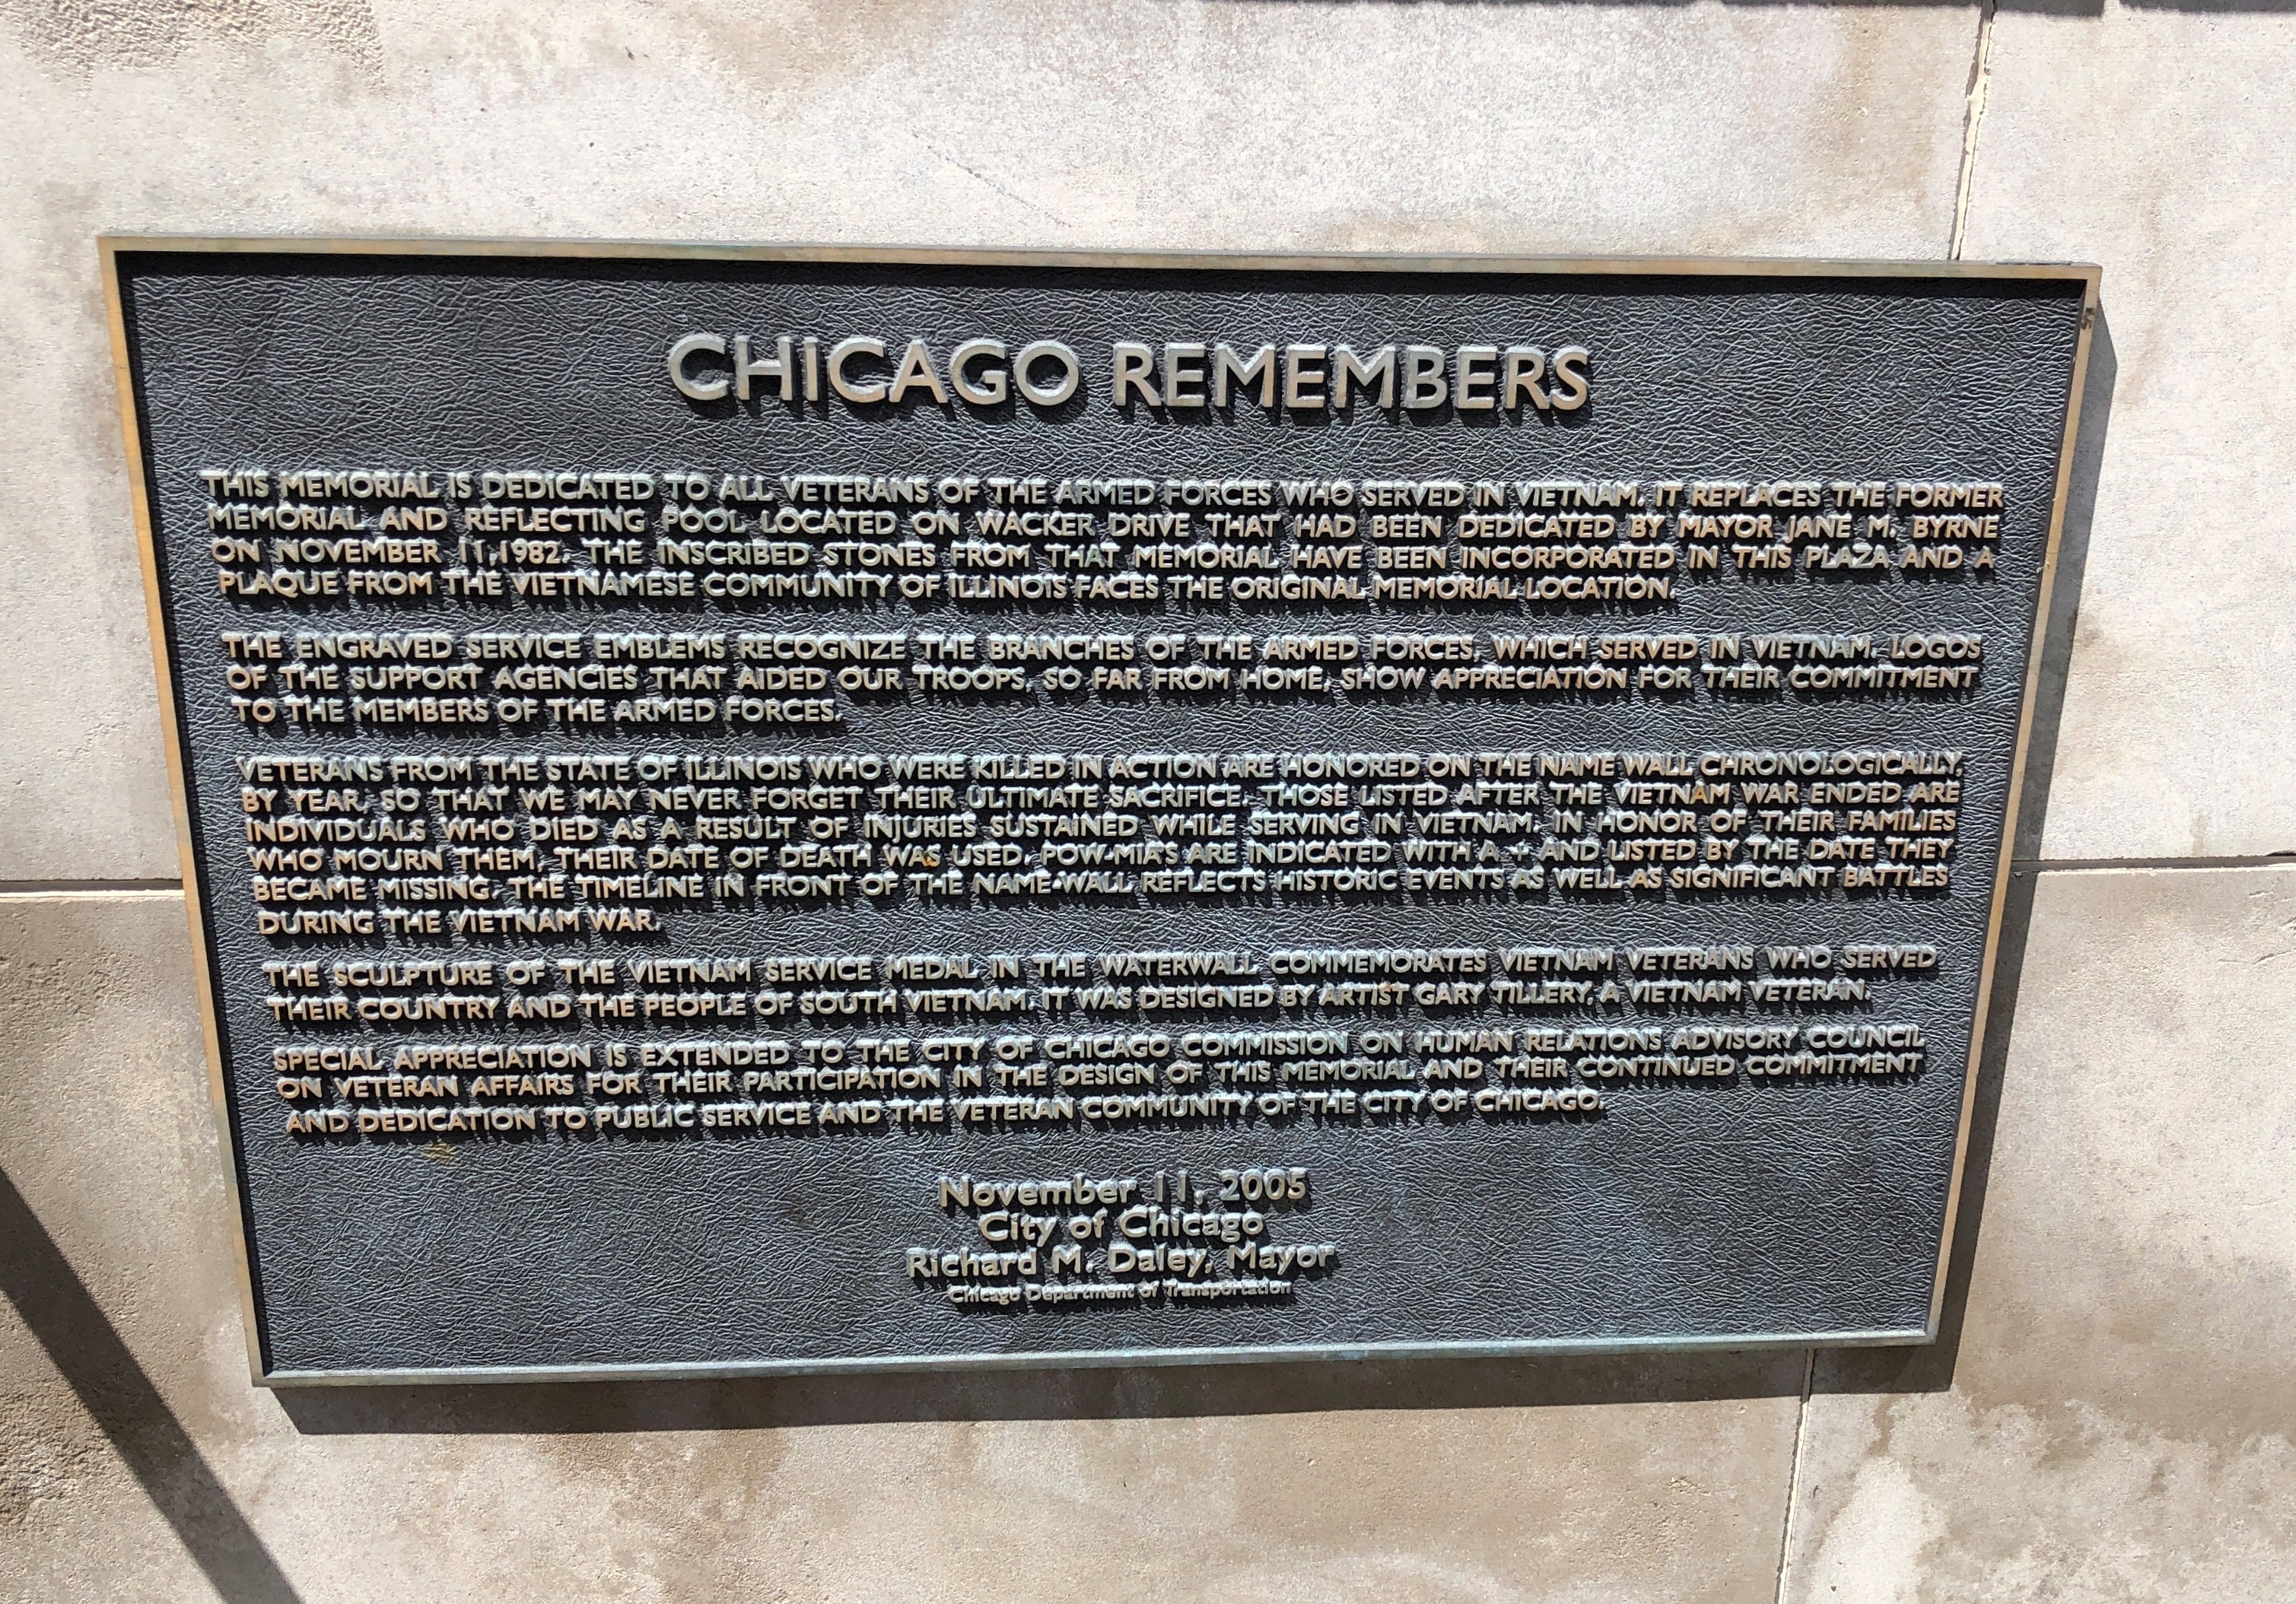 CHICAGO REMEMBERS
THIS MEMORIAL IS DEDICATED TO ALL VETERANS OF THE ARMED FORCES WHO SERVED IN VIETNAM. IT REPLACES THE FORMER
MEMORIAL AND REFLECTING POOL LOCATED ON WACKER DRIVE THAT HAD BEEN DEDICATED BY MAYOR JANE M. BYRNE
ON NOVEMBER 11,1982. THE INSCRIBED STONES FROM THAT MEMORIAL HAVE BEEN INCORPORATED IN THIS PLAZA AND A
PLAQUE FROM THE VIETNAMESE COMMUNITY OF ILLINOIS FACES THE ORIGINAL MEMORIAL LOCATION.
THE ENGRAVED SERVICE EMBLEMS RECOGNIZE THE BRANCHES OF THE ARMED FORCES, WHICH SERVED IN VIETNAM. LOGOS
OF THE SUPPORT AGENCIES THAT AIDED OUR TROOPS, SO FAR FROM HOME, SHOW APPRECIATION FOR THEIR COMMITMENT
TO THE MEMBERS OF THE ARMED FORCES.
VETERANS FROM THE STATE OF ILLINOIS WHO WERE KILLED IN ACTION ARE HONORED ON THE NAME WALL CHRONOLOGICALLY,
BY YEAR, SO THAT WE MAY NEVER FORGET THEIR ULTIMATE SACRIFICE. THOSE LISTED AFTER THE VIETNAM WAR ENDED ARE
INDIVIDUALS WHO DIED AS A RESULT OF INJURIES SUSTAINED WHILE SERVING IN VIETNAM. IN HONOR OF THEIR FAMILIES
WHO MOURN THEM, THEIR DATE OF DEATH WAS USED. POW-MIA'S ARE INDICATED WITH A + AND LISTED BY THE DATE THEY
BECAME MISSING. THE TIMELINE IN FRONT OF THE NAME-WALL REFLECTS HISTORIC EVENTS AS WELL AS SIGNIFICANT BATTLES
DURING THE VIETNAM WAR.
THE SCULPTURE OF THE VIETNAM SERVICE MEDAL IN THE WATERWALL COMMEMORATES VIETNAM VETERANS WHO SERVED
THEIR COUNTRY AND THE PEOPLE OF SOUTH VIETNAM. IT WAS DESIGNED BY ARTIST GARY TILLERY, A VIETNAM VETERAN.
SPECIAL APPRECIATION IS EXTENDED TO THE CITY OF CHICAGO COMMISSION ON HUMAN RELATIONS ADVISORY COUNCIL
ON VETERAN AFFAIRS FOR THEIR PARTICIPATION IN THE DESIGN OF THIS MEMORIAL AND THEIR CONTINUED COMMITMENT
AND DEDICATION TO PUBLIC SERVICE AND THE VETERAN COMMUNITY OF THE CITY OF CHICAGO.
November 11, 2005
City of Chicago
Richard M. Daley, Mayor
Chicago Department of Transportation